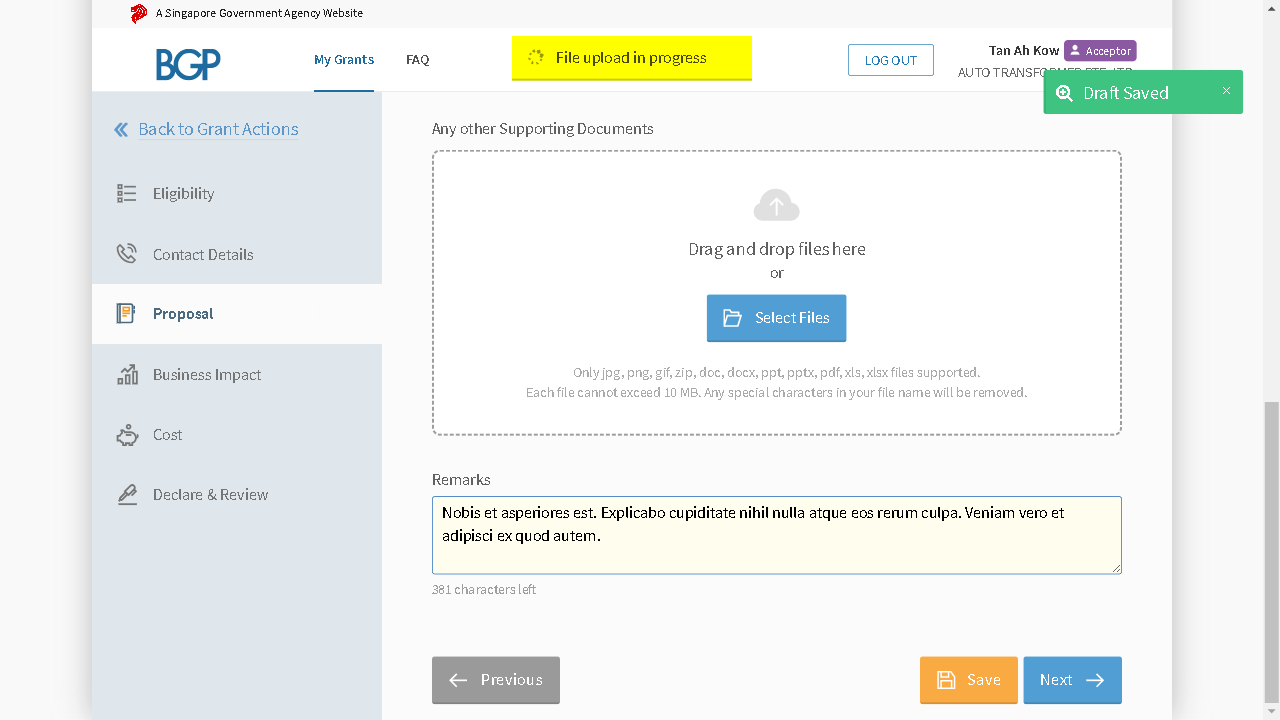 A Singapore Government Agency Website
BGP
My Grants
FAQ
File upload in progress
LOG OUT
Tan Ah Kow
Acceptor
AUTO TRANSFORMER PTE LTD
Draft Saved
Back to Grant Actions
Eligibility
Contact Details
Proposal
Business Impact
Cost
Declare & Review
Any other Supporting Documents
Drag and drop files here
or
Select Files
Only jpg, png, gif, zip, doc, docx, ppt, pptx, pdf, xls, xlsx files supported.
Each file cannot exceed 10 MB. Any special characters in your file name will be removed.
Remarks
Nobis et asperiores est. Explicabo cupiditate nihil nulla atque eos rerum culpa. Veniam vero et
adipisci ex quod autem.
381 characters left
Previous
Save
Next